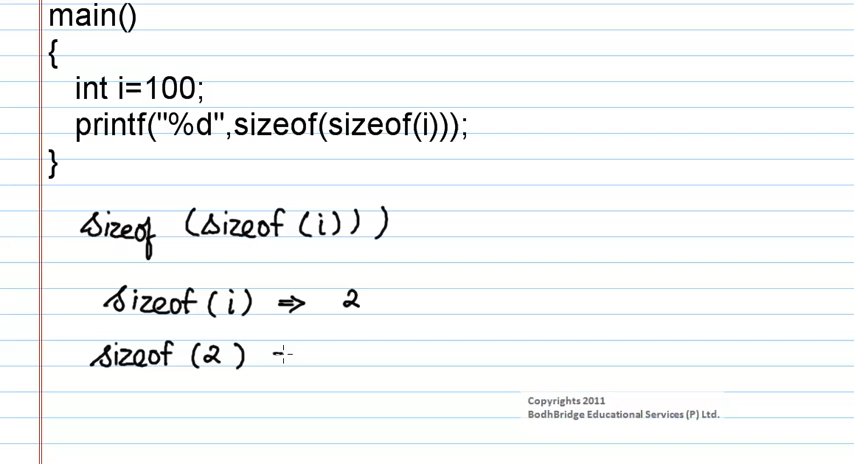 main()
{
int i=100;
printf("%d",sizeof(sizeof(i)));
}
sizeof (sizeof (i)))
sizeof (i) ⇒ 2
sizeof (2)
Copyrights 2011
BodhBridge Educational Services (P) Ltd.